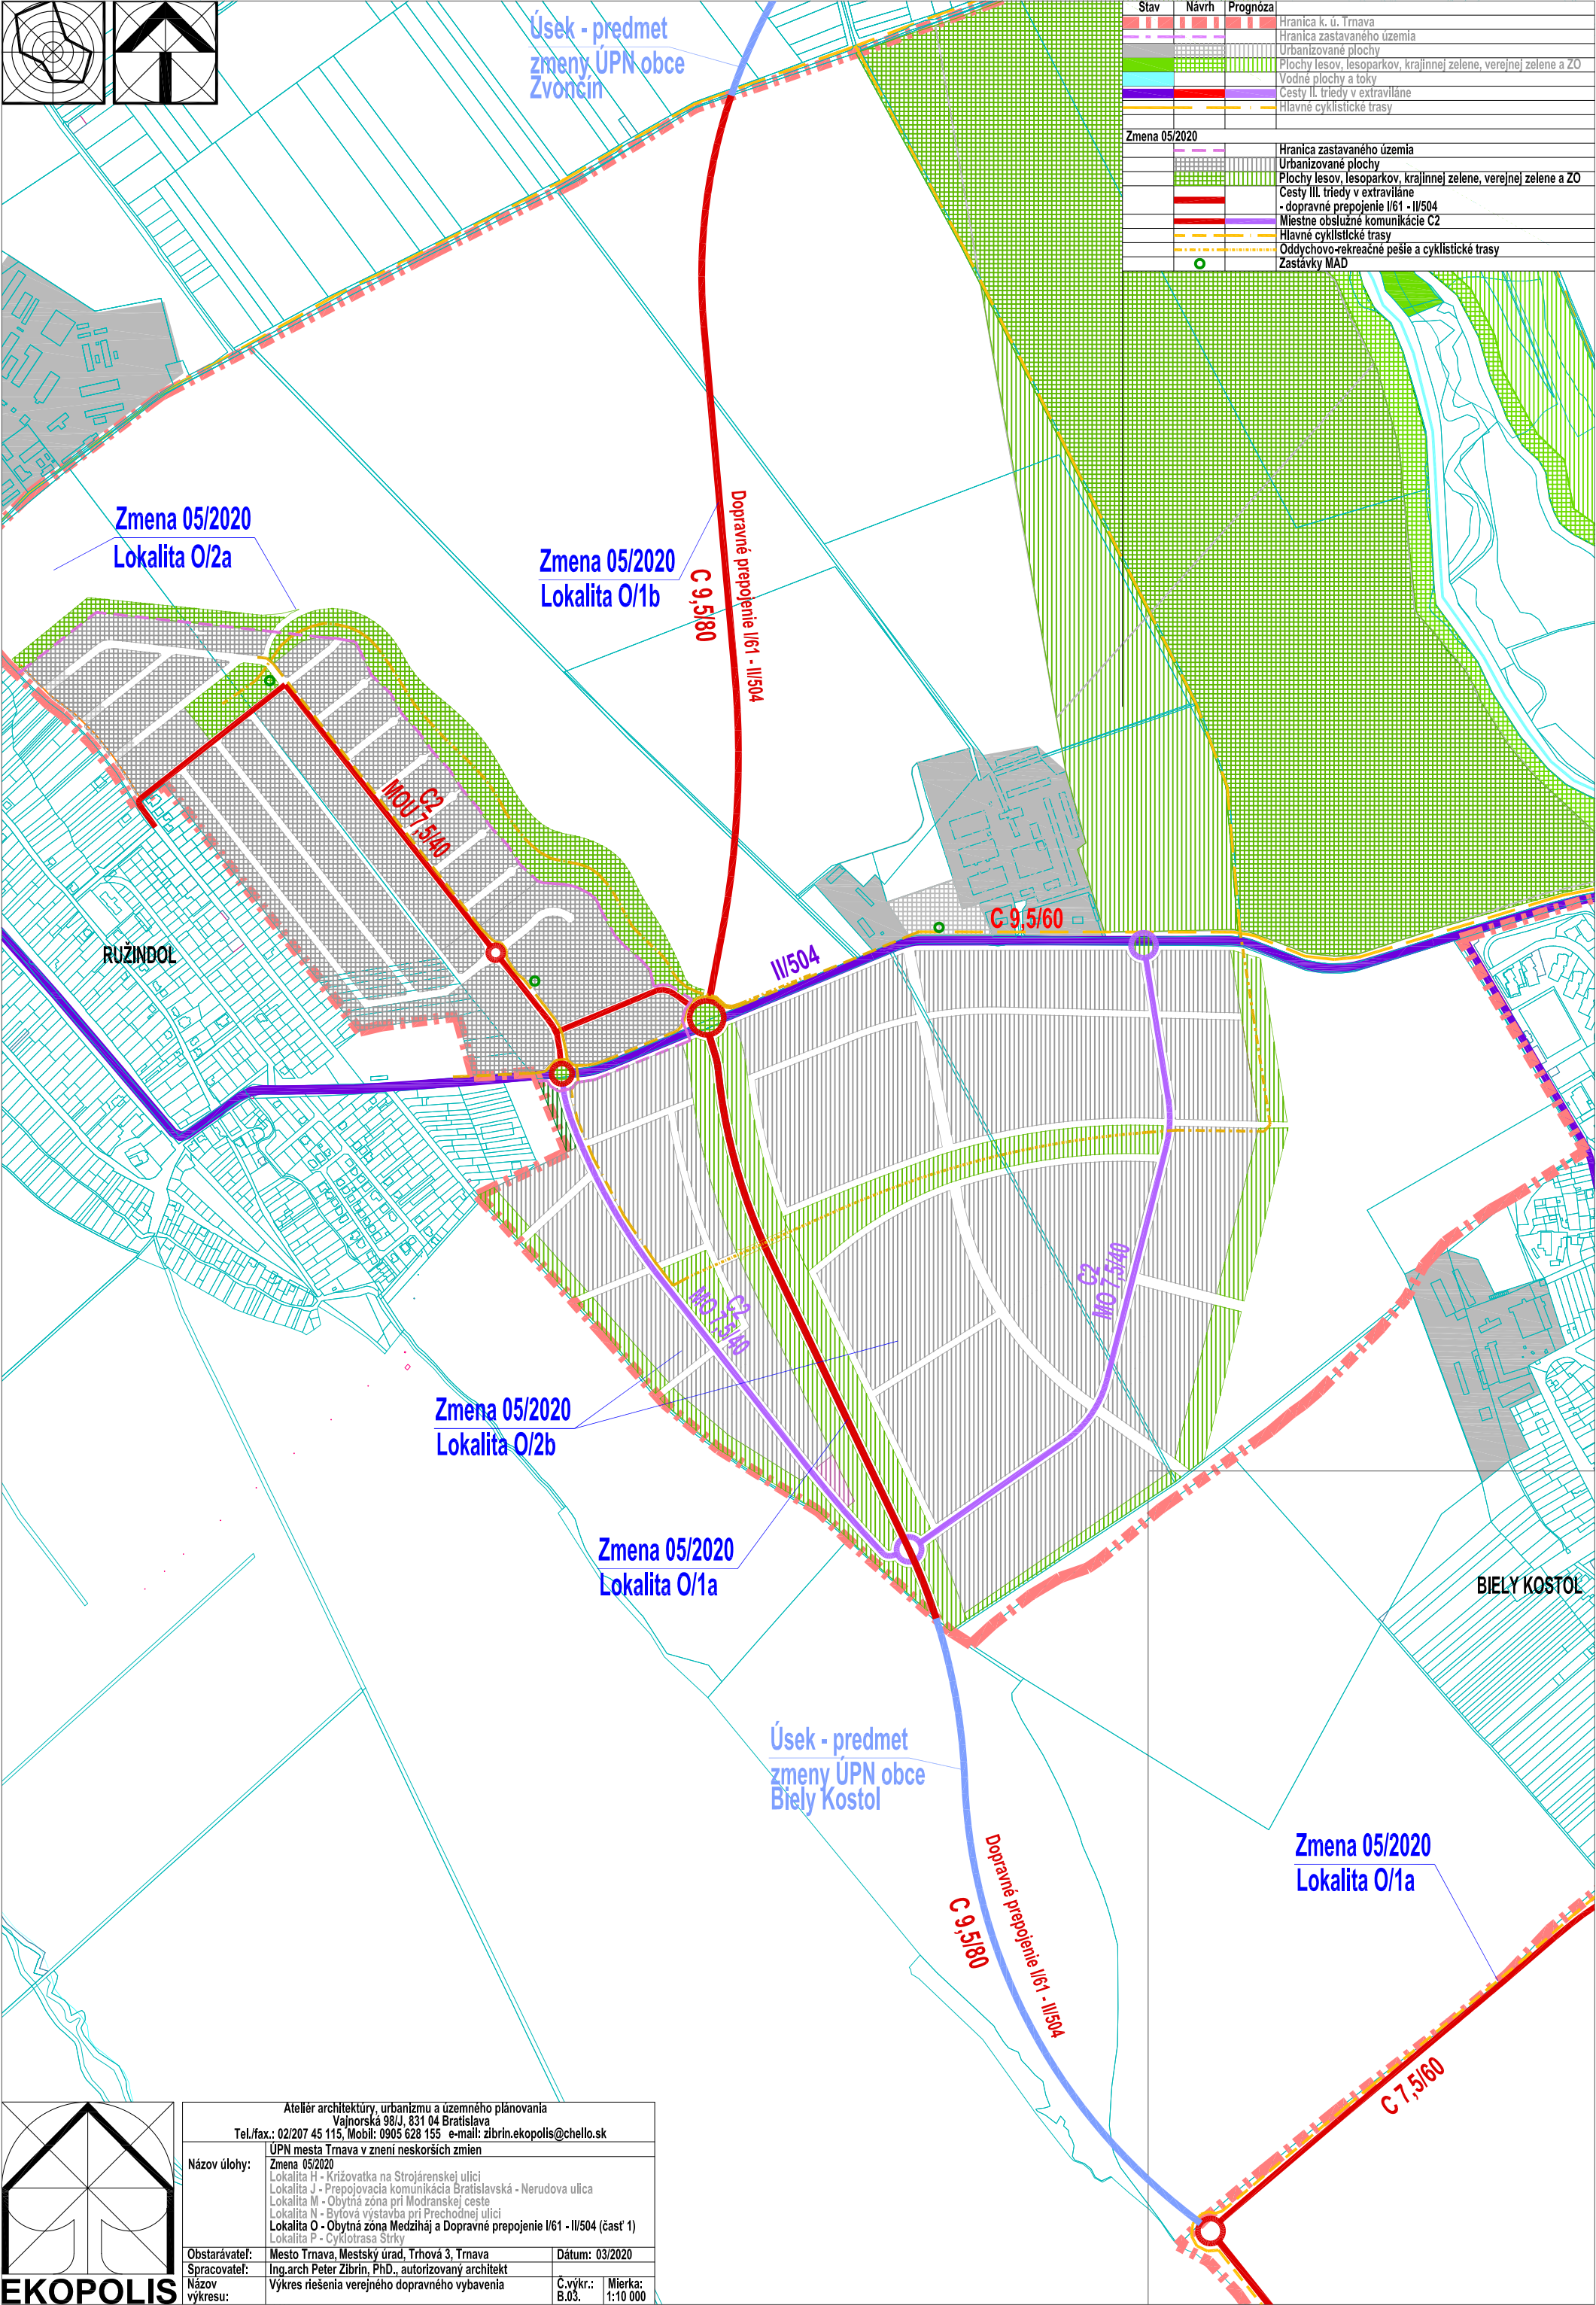 Úsek - predmet
zmeny ÚPN obce
Zvončín
Stav Návrh Prognóza
Hranica k. ú. Trnava
Hranica zastavaného územia
Urbanizované plochy
Plochy lesov, lesoparkov, krajinnej zelene, verejnej zelene a ZO
Vodné plochy a toky
Cesty II. triedy v extraviláne
Hlavné cyklistické trasy
Zmena 05/2020
Hranica zastavaného územia
Urbanizované plochy
Plochy lesov, lesoparkov, krajinnej zelene, verejnej zelene a ZO
Cesty III. triedy v extraviláne
- dopravné prepojenie I/61 - II/504
Miestne obslužné komunikácie C2
Hlavné cyklistické trasy
Oddychovo-rekreačné pešie a cyklistické trasy
Zastávky MAD
Zmena 05/2020
Lokalita O/2a
Zmena 05/2020
Lokalita O/1b
Dopravné prepojenie I/61 - II/504
C 9,5/80
C2
MOU 7,5/40
RUŽINDOL
II/504
C 9,5/60
C2
MO 7,5/40
C2
MO 7,5/40
Zmena 05/2020
Lokalita O/2b
Zmena 05/2020
Lokalita O/1a
BIELY KOSTOL
Úsek - predmet
zmeny ÚPN obce
Biely Kostol
Dopravné prepojenie I/61 - II/504
C 9,5/80
Zmena 05/2020
Lokalita O/1a
C 7,5/60
EKOPOLIS
Ateliér architektúry, urbanizmu a územného plánovania
Vajnorská 98/J, 831 04 Bratislava
Tel./fax.: 02/207 45 115, Mobil: 0905 628 155 e-mail: zibrin.ekopolis@chello.sk
Názov úlohy:
ÚPN mesta Trnava v znení neskorších zmien
Zmena 05/2020
Lokalita H - Križovatka na Strojárenskej ulici
Lokalita J - Prepojovacia komunikácia Bratislavská - Nerudova ulica
Lokalita M - Obytná zóna pri Modranskej ceste
Lokalita N - Bytová výstavba pri Prechodnej ulici
Lokalita O - Obytná zóna Medziháj a Dopravné prepojenie I/61 - II/504 (časť 1)
Lokalita P - Cyklotrasa Štrky
Obstarávateľ: Mesto Trnava, Mestský úrad, Trhová 3, Trnava Dátum: 03/2020
Spracovateľ: Ing.arch Peter Zibrin, PhD., autorizovaný architekt
Názov výkresu: Výkres riešenia verejného dopravného vybavenia Č.výkr.: B.03. Mierka: 1:10 000